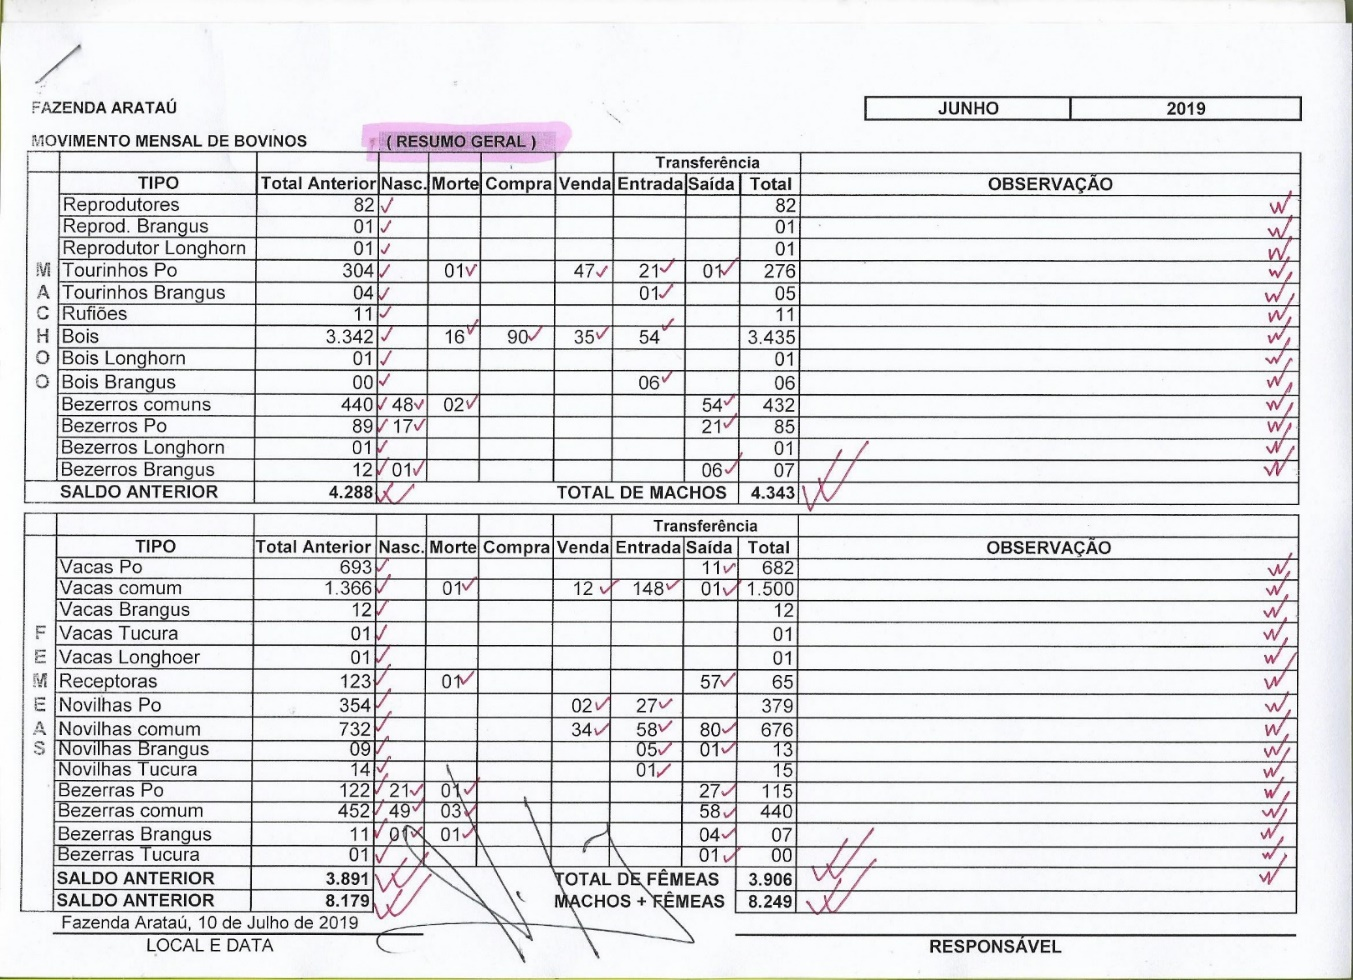 FAZENDA ARATAÚ
JUNHO 2019
MOVIMENTO MENSAL DE BOVINOS ( RESUMO GERAL )
Transferência
TIPO Total Anterior Nasc. Morte Compra Venda Entrada Saída Total OBSERVAÇÃO
MACHO
Reprodutores 82 82
Reprod. Brangus 01 01
Reprodutor Longhorn 01 01
Tourinhos Po 304 01 47 21 01 276
Tourinhos Brangus 04 01 05
Rufiões 11 11
Bois 3.342 16 90 35 54 3.435
Bois Longhorn 01 01
Bois Brangus 00 06 06
Bezerros comuns 440 48 02 54 432
Bezerros Po 89 17 21 85
Bezerros Longhorn 01 01
Bezerros Brangus 12 01 06 07
SALDO ANTERIOR 4.288 TOTAL DE MACHOS 4.343
Transferência
TIPO Total Anterior Nasc. Morte Compra Venda Entrada Saída Total OBSERVAÇÃO
FEMEAS
Vacas Po 693 11 682
Vacas comum 1.366 01 12 148 01 1.500
Vacas Brangus 12 12
Vacas Tucura 01 01
Vacas Longhoer 01 01
Receptoras 123 01 57 65
Novilhas Po 354 02 27 379
Novilhas comum 732 34 58 80 676
Novilhas Brangus 09 05 01 13
Novilhas Tucura 14 01 15
Bezerras Po 122 21 01 27 115
Bezerras comum 452 49 03 58 440
Bezerras Brangus 11 01 01 04 07
Bezerras Tucura 01 01 00
SALDO ANTERIOR 3.891 TOTAL DE FÊMEAS 3.906
SALDO ANTERIOR 8.179 MACHOS + FÊMEAS 8.249
Fazenda Arataú, 10 de Julho de 2019
LOCAL E DATA RESPONSÁVEL